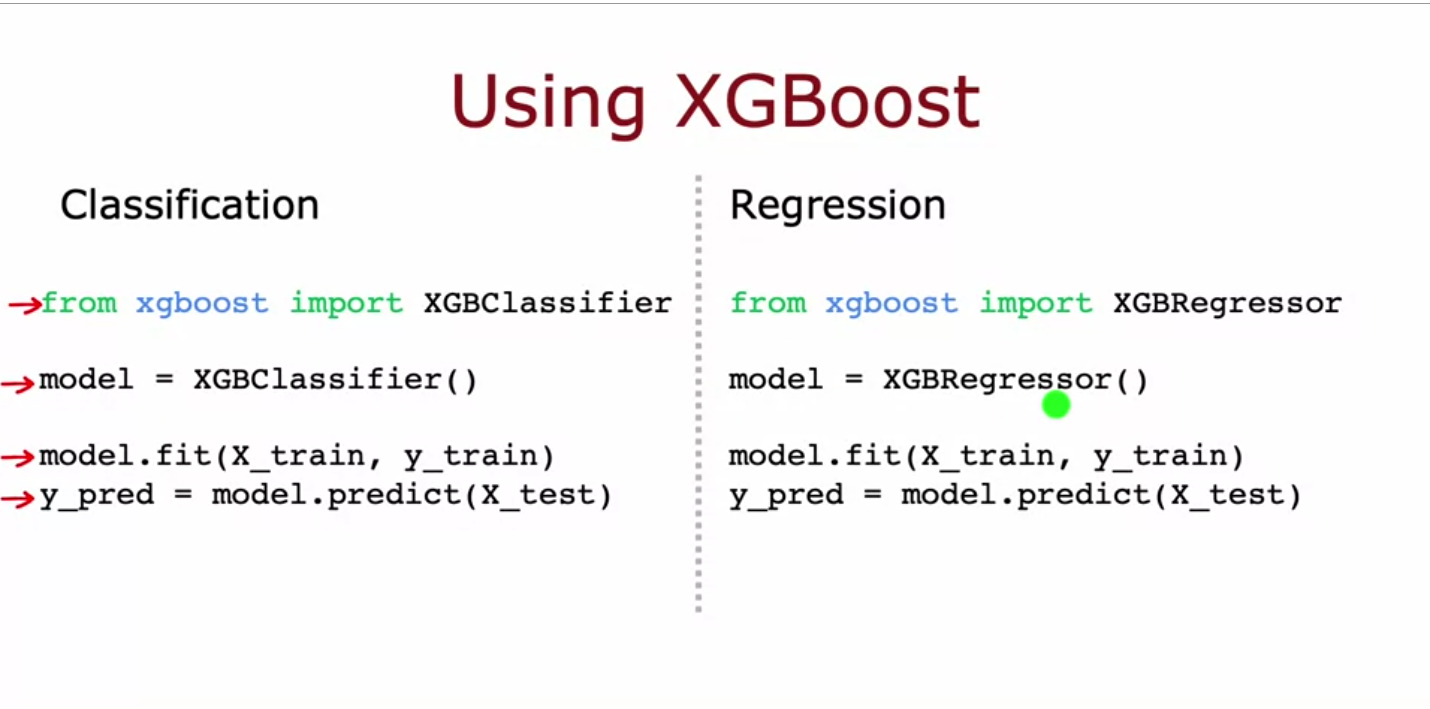 Using XGBoost
Classification
from xgboost import XGBClassifier
model = XGBClassifier()
model.fit(X_train, y_train)
y_pred = model.predict(X_test)
Regression
from xgboost import XGBRegressor
model = XGBRegressor()
model.fit(X_train, y_train)
y_pred = model.predict(X_test)